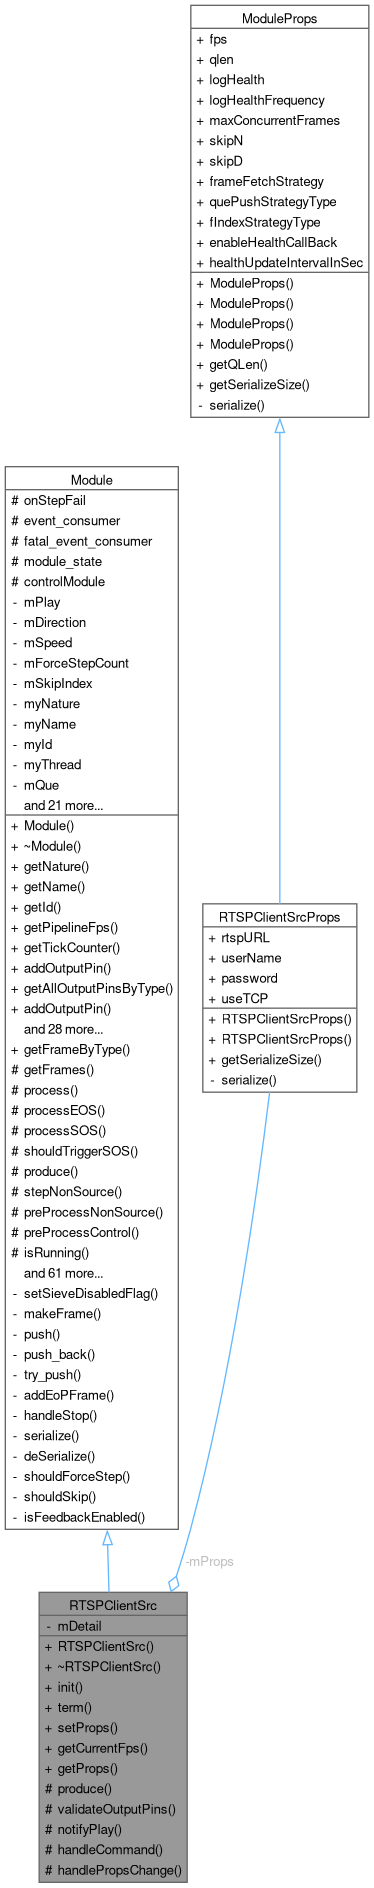 ModuleProps
+ fps
+ qlen
+ logHealth
+ logHealthFrequency
+ maxConcurrentFrames
+ skipN
+ skipD
+ frameFetchStrategy
+ quePushStrategyType
+ fIndexStrategyType
+ enableHealthCallBack
+ healthUpdateIntervalInSec
+ ModuleProps()
+ ModuleProps()
+ ModuleProps()
+ ModuleProps()
+ getQLen()
+ getSerializeSize()
- serialize()
Module
# onStepFail
# event_consumer
# fatal_event_consumer
# module_state
# controlModule
- mPlay
- mDirection
- mSpeed
- mForceStepCount
- mSkipIndex
- myNature
- myName
- myId
- myThread
- mQue
and 21 more...
+ Module()
+ ~Module()
+ getNature()
+ getName()
+ getId()
+ getPipelineFps()
+ getTickCounter()
+ addOutputPin()
+ getAllOutputPinsByType()
+ addOutputPin()
and 28 more...
+ getFrameByType()
# getFrames()
# process()
# processEOS()
# processSOS()
# shouldTriggerSOS()
# produce()
# stepNonSource()
# preProcessNonSource()
# preProcessControl()
# isRunning()
and 61 more...
- setSieveDisabledFlag()
- makeFrame()
- push()
- push_back()
- try_push()
- addEoPFrame()
- handleStop()
- serialize()
- deSerialize()
- shouldForceStep()
- shouldSkip()
- isFeedbackEnabled()
RTSPClientSrcProps
+ rtspURL
+ userName
+ password
+ useTCP
+ RTSPClientSrcProps()
+ RTSPClientSrcProps()
+ getSerializeSize()
- serialize()
-mProps
RTSPClientSrc
- mDetail
+ RTSPClientSrc()
+ ~RTSPClientSrc()
+ init()
+ term()
+ setProps()
+ getCurrentFps()
+ getProps()
# produce()
# validateOutputPins()
# notifyPlay()
# handleCommand()
# handlePropsChange()